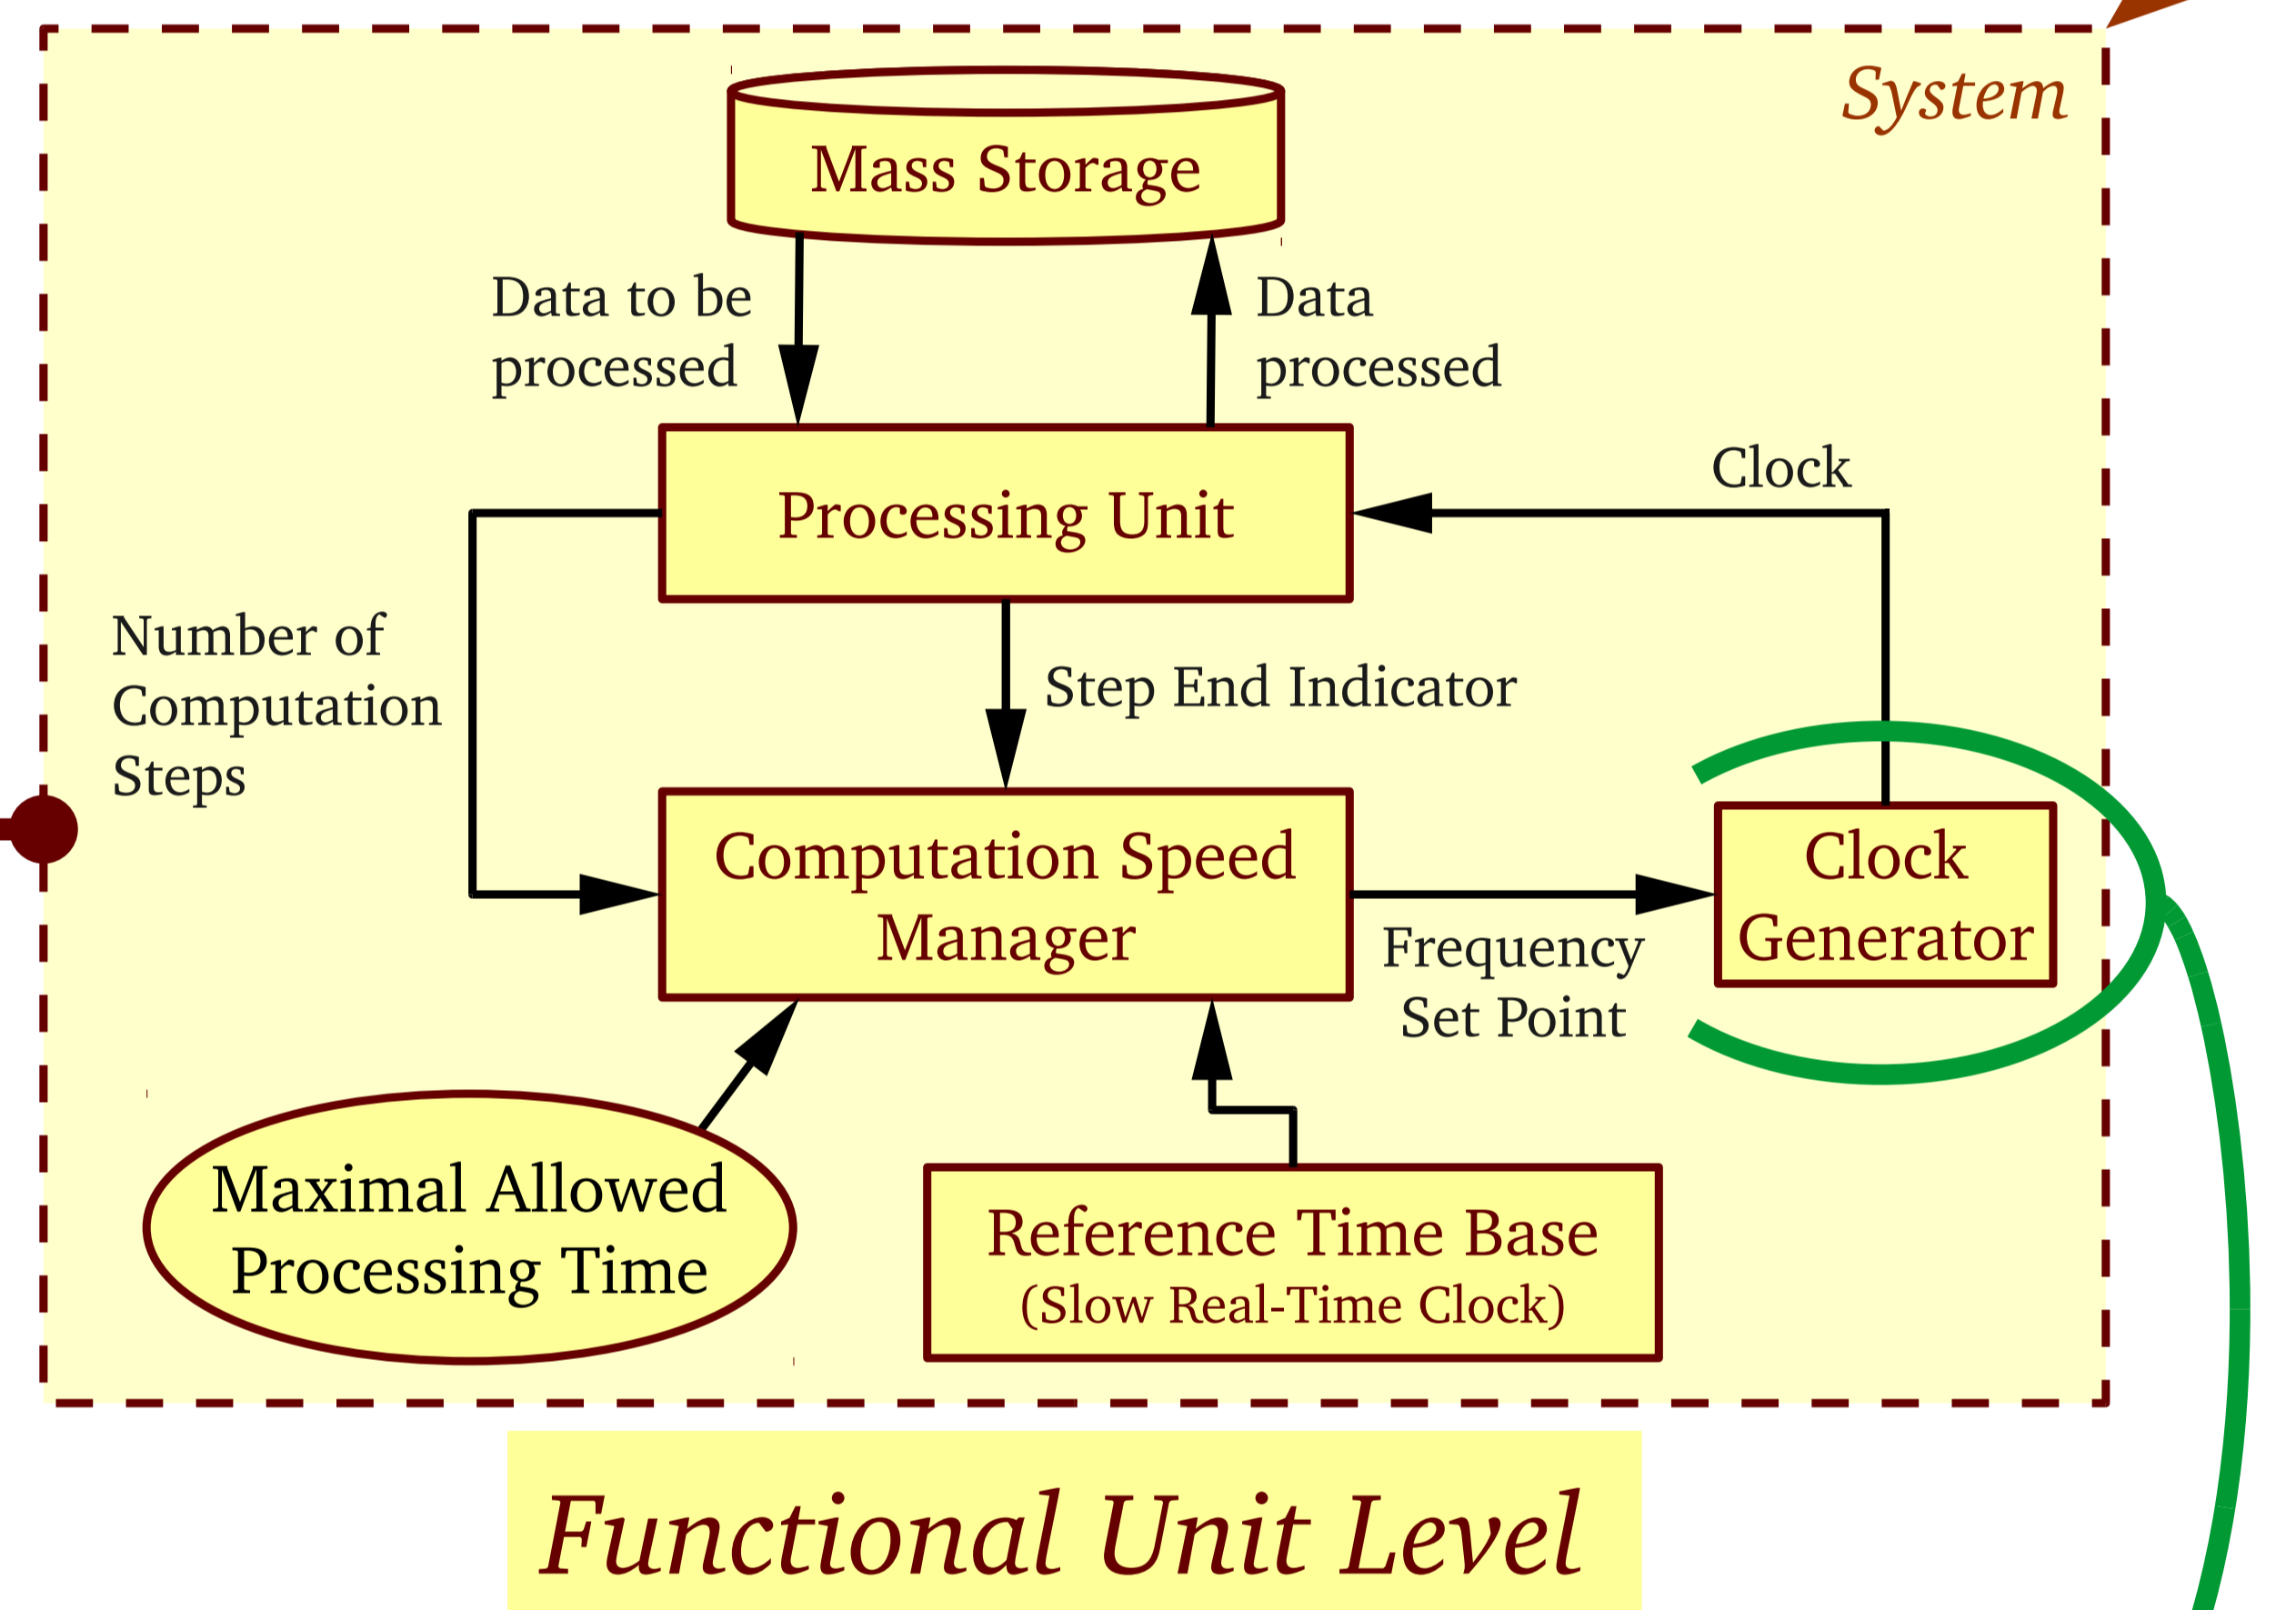 System
Mass Storage
Data to be
processed
Data
processed
Clock
Processing Unit
Number of
Computation
Steps
Step End Indicator
Computation Speed
Manager
Clock
Generator
Frequency
Set Point
Maximal Allowed
Processing Time
Reference Time Base
(Slow Real-Time Clock)
Functional Unit Level